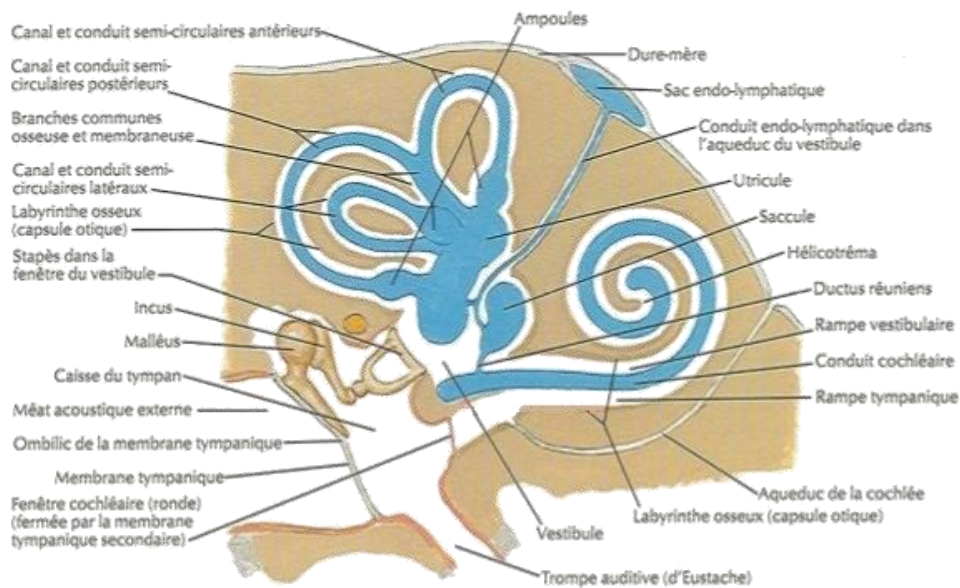 Canal et conduit semi-circulaires antérieurs
Canal et conduit semi-
circulaires postérieurs
Branches communes
osseuse et membraneuse
Canal et conduit semi-
circulaires latéraux
Labyrinthe osseux
(capsule otique)
Stapès dans la
fenêtre du vestibule
Incus
Malléus
Caisse du tympan
Méat acoustique externe
Ombilic de la membrane tympanique
Membrane tympanique
Fenêtre cochléaire (ronde)
(fermée par la membrane
tympanique secondaire)
Ampoules
Dure-mère
Sac endo-lymphatique
Conduit endo-lymphatique dans
l'aqueduc du vestibule
Utricule
Saccule
Hélicotréma
Ductus réuniens
Rampe vestibulaire
Conduit cochléaire
Rampe tympanique
Aqueduc de la cochlée
Labyrinthe osseux (capsule otique)
Vestibule
Trompe auditive (d'Eustache)